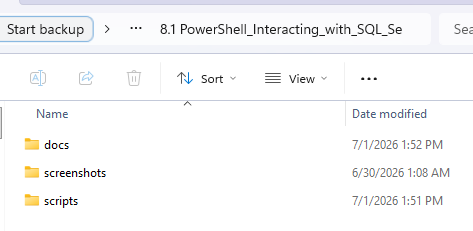 Start backup ··· > 8.1 PowerShell_Interacting_with_SQL_Se Sea
Sort View ···
Name Date modified
docs 7/1/2026 1:52 PM
screenshots 6/30/2026 1:08 AM
scripts 7/1/2026 1:51 PM